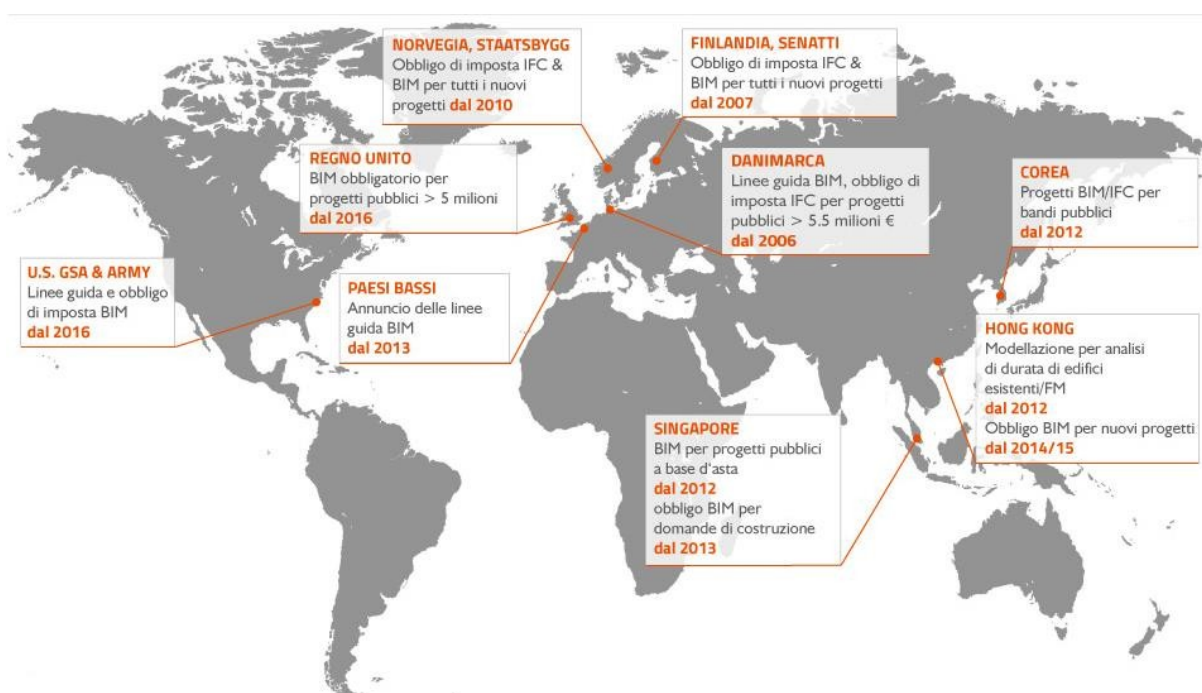 NORVEGIA, STAATSBYGG
Obbligo di imposta IFC &
BIM per tutti i nuovi
progetti dal 2010
FINLANDIA, SENATTI
Obbligo di imposta IFC &
BIM per tutti i nuovi progetti
dal 2007
REGNO UNITO
BIM obbligatorio per
progetti pubblici > 5 milioni
dal 2016
DANIMARCA
Linee guida BIM, obbligo di
imposta IFC per progetti
pubblici > 5.5 milioni €
dal 2006
COREA
Progetti BIM/IFC per
bandi pubblici
dal 2012
U.S. GSA & ARMY
Linee guida e obbligo
di imposta BIM
dal 2016
PAESI BASSI
Annuncio delle linee
guida BIM
dal 2013
HONG KONG
Modellazione per analisi
di durata di edifici
esistenti/FM
dal 2012
Obbligo BIM per nuovi progetti
dal 2014/15
SINGAPORE
BIM per progetti pubblici
a base d'asta
dal 2012
obbligo BIM per
domande di costruzione
dal 2013